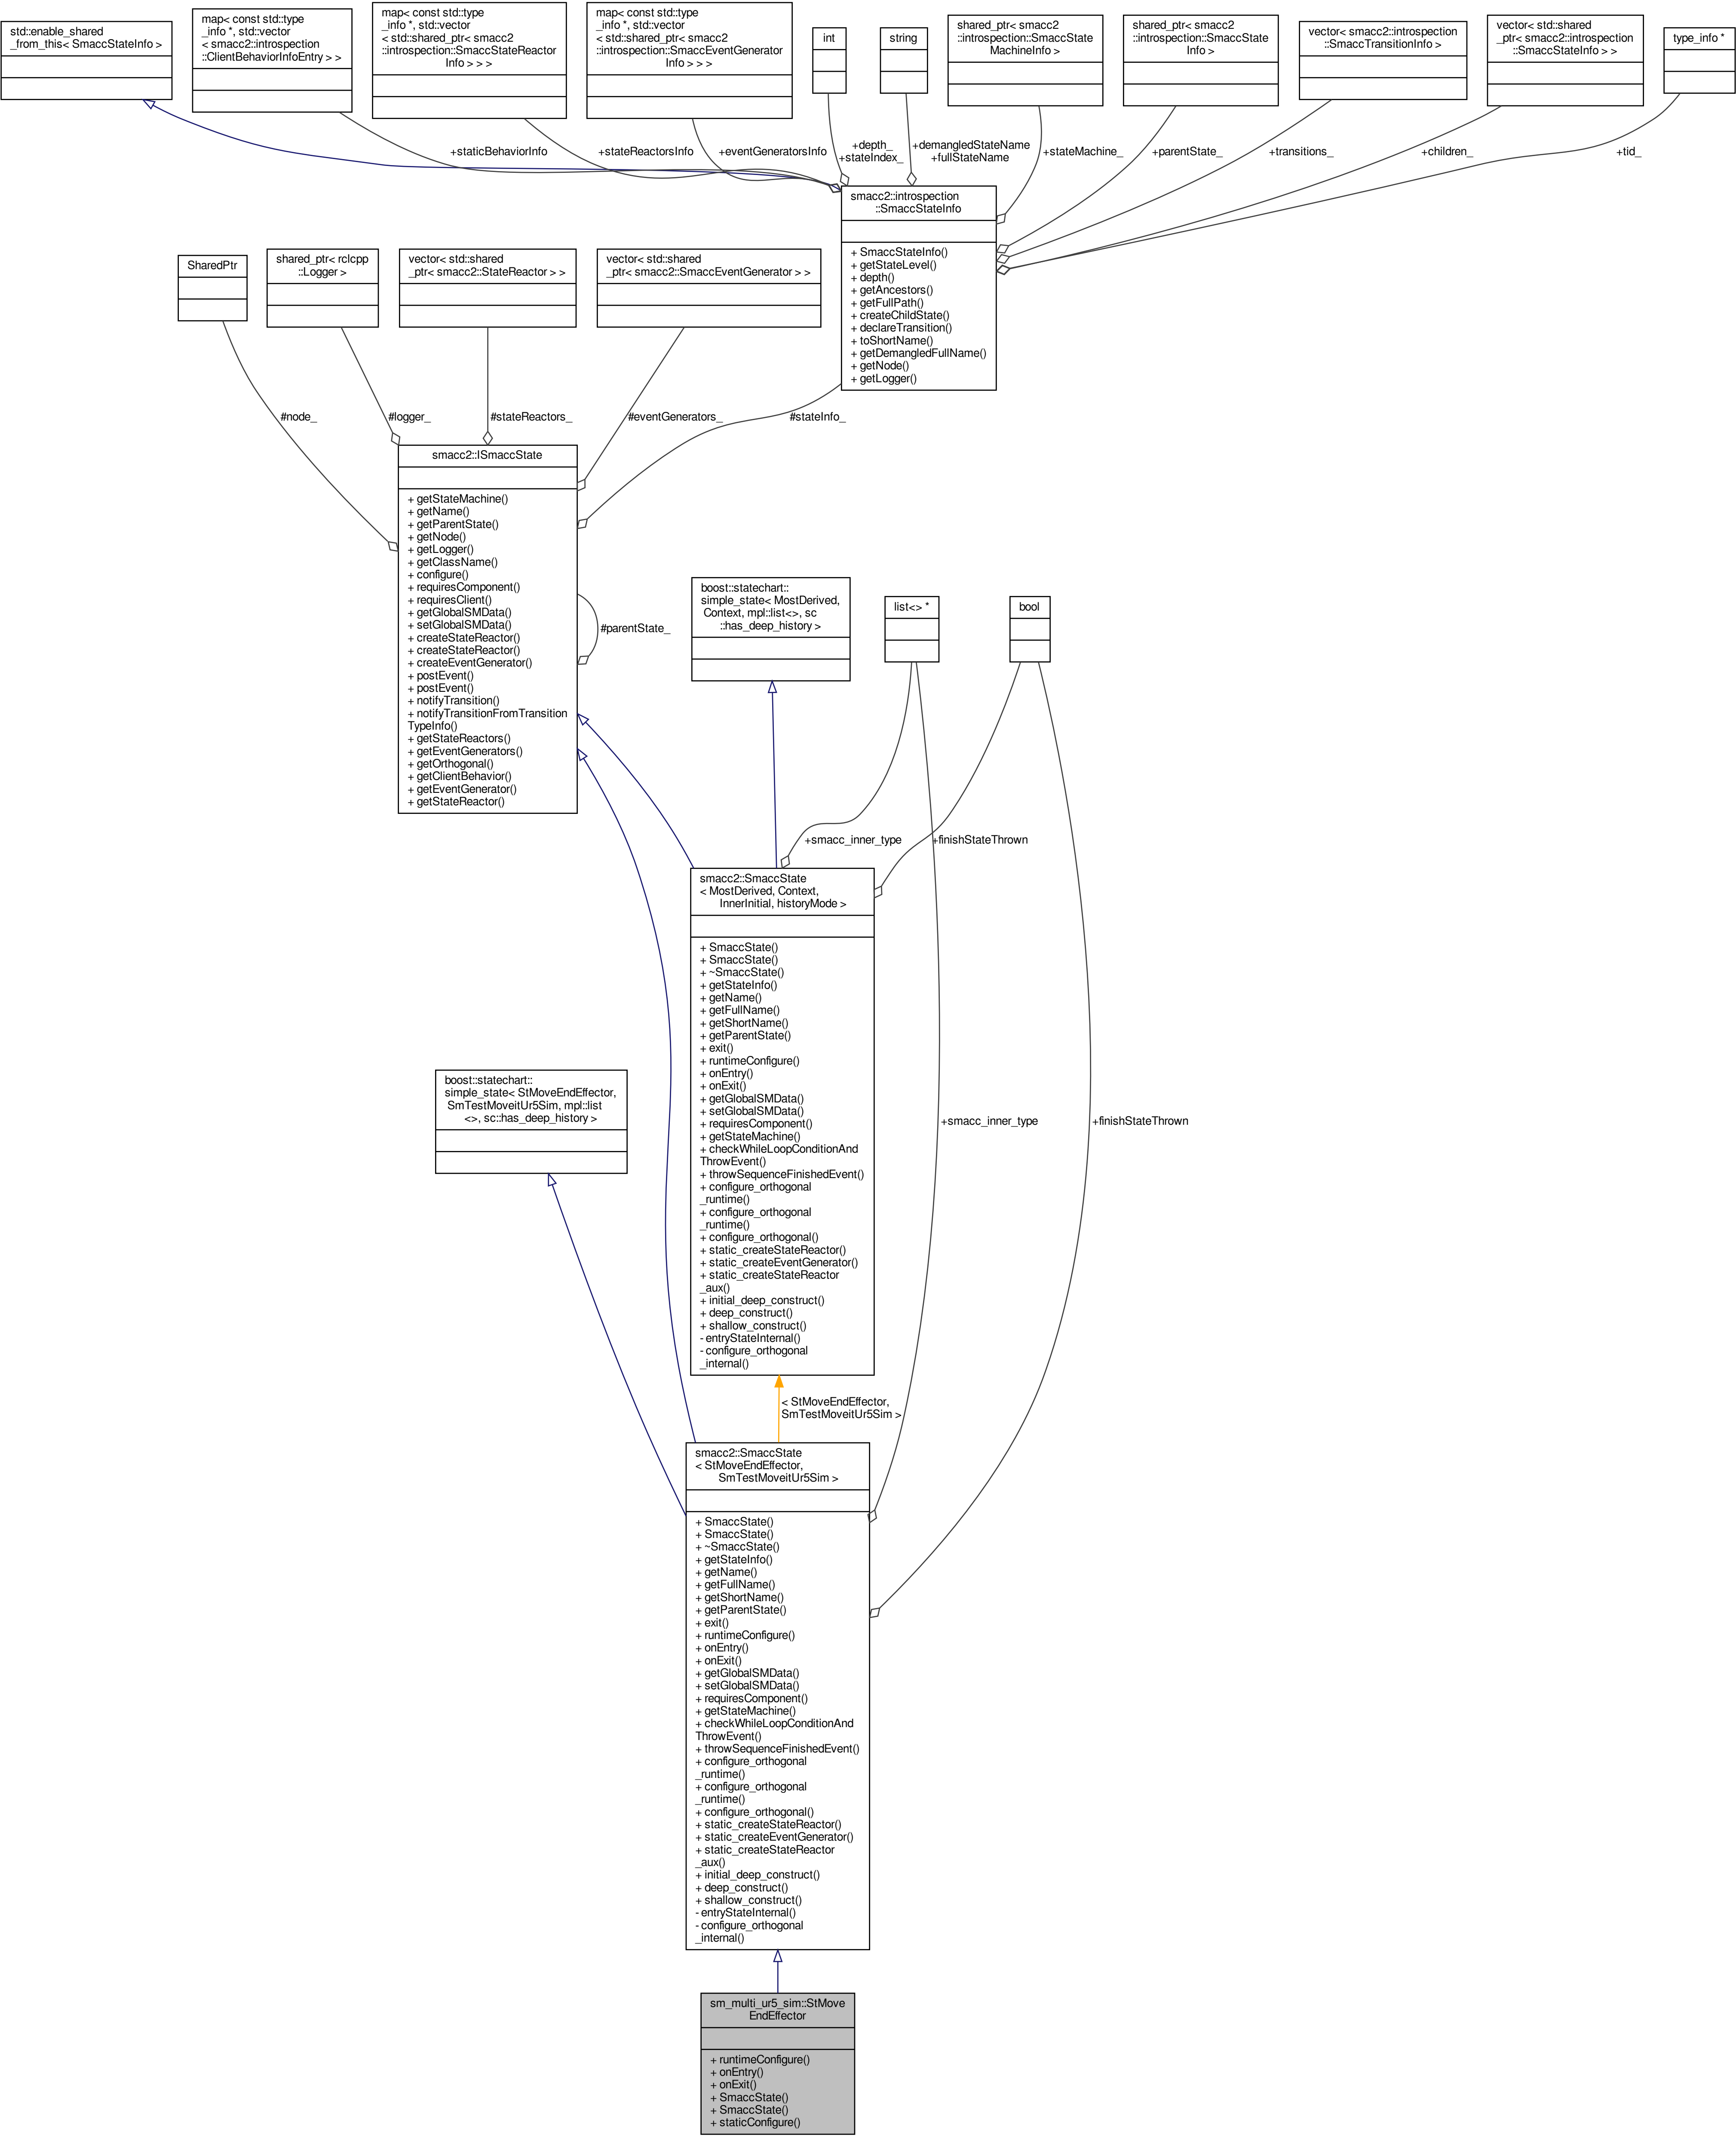 std::enable_shared
_from_this< SmaccStateInfo >
map< const std::type
_info *, std::vector
< smacc2::introspection
::ClientBehaviorInfoEntry > >
map< const std::type
_info *, std::vector
< std::shared_ptr< smacc2
::introspection::SmaccStateReactor
Info > > >
map< const std::type
_info *, std::vector
< std::shared_ptr< smacc2
::introspection::SmaccEventGenerator
Info > > >
int
string
shared_ptr< smacc2
::introspection::SmaccState
MachineInfo >
shared_ptr< smacc2
::introspection::SmaccState
Info >
vector< smacc2::introspection
::SmaccTransitionInfo >
vector< std::shared
_ptr< smacc2::introspection
::SmaccStateInfo > >
type_info *
+staticBehaviorInfo
+stateReactorsInfo
+eventGeneratorsInfo
+depth_
+stateIndex_
+demangledStateName
+fullStateName
+stateMachine_
+parentState_
+transitions_
+children_
+tid_
smacc2::introspection
::SmaccStateInfo
+ SmaccStateInfo()
+ getStateLevel()
+ depth()
+ getAncestors()
+ getFullPath()
+ createChildState()
+ declareTransition()
+ toShortName()
+ getDemangledFullName()
+ getNode()
+ getLogger()
SharedPtr
shared_ptr< rclcpp
::Logger >
vector< std::shared
_ptr< smacc2::StateReactor > >
vector< std::shared
_ptr< smacc2::SmaccEventGenerator > >
#node_
#logger_
#stateReactors_
#eventGenerators_
#stateInfo_
smacc2::ISmaccState
+ getStateMachine()
+ getName()
+ getParentState()
+ getNode()
+ getLogger()
+ getClassName()
+ configure()
+ requiresComponent()
+ requiresClient()
+ getGlobalSMData()
+ setGlobalSMData()
+ createStateReactor()
+ createStateReactor()
+ createEventGenerator()
+ postEvent()
+ postEvent()
+ notifyTransition()
+ notifyTransitionFromTransition
TypeInfo()
+ getStateReactors()
+ getEventGenerators()
+ getOrthogonal()
+ getClientBehavior()
+ getEventGenerator()
+ getStateReactor()
#parentState_
boost::statechart::
simple_state< MostDerived,
Context, mpl::list<>, sc
::has_deep_history >
list<> *
bool
+smacc_inner_type
+finishStateThrown
smacc2::SmaccState
< MostDerived, Context,
InnerInitial, historyMode >
+ SmaccState()
+ SmaccState()
+ ~SmaccState()
+ getStateInfo()
+ getName()
+ getFullName()
+ getShortName()
+ getParentState()
+ exit()
+ runtimeConfigure()
+ onEntry()
+ onExit()
+ getGlobalSMData()
+ setGlobalSMData()
+ requiresComponent()
+ getStateMachine()
+ checkWhileLoopConditionAnd
ThrowEvent()
+ throwSequenceFinishedEvent()
+ configure_orthogonal
_runtime()
+ configure_orthogonal
_runtime()
+ configure_orthogonal()
+ static_createStateReactor()
+ static_createEventGenerator()
+ static_createStateReactor
_aux()
+ initial_deep_construct()
+ deep_construct()
+ shallow_construct()
- entryStateInternal()
- configure_orthogonal
_internal()
boost::statechart::
simple_state< StMoveEndEffector,
SmTestMoveitUr5Sim, mpl::list
<>, sc::has_deep_history >
+smacc_inner_type
+finishStateThrown
< StMoveEndEffector,
SmTestMoveitUr5Sim >
smacc2::SmaccState
< StMoveEndEffector,
SmTestMoveitUr5Sim >
+ SmaccState()
+ SmaccState()
+ ~SmaccState()
+ getStateInfo()
+ getName()
+ getFullName()
+ getShortName()
+ getParentState()
+ exit()
+ runtimeConfigure()
+ onEntry()
+ onExit()
+ getGlobalSMData()
+ setGlobalSMData()
+ requiresComponent()
+ getStateMachine()
+ checkWhileLoopConditionAnd
ThrowEvent()
+ throwSequenceFinishedEvent()
+ configure_orthogonal
_runtime()
+ configure_orthogonal
_runtime()
+ configure_orthogonal()
+ static_createStateReactor()
+ static_createEventGenerator()
+ static_createStateReactor
_aux()
+ initial_deep_construct()
+ deep_construct()
+ shallow_construct()
- entryStateInternal()
- configure_orthogonal
_internal()
sm_multi_ur5_sim::StMove
EndEffector
+ runtimeConfigure()
+ onEntry()
+ onExit()
+ SmaccState()
+ SmaccState()
+ staticConfigure()